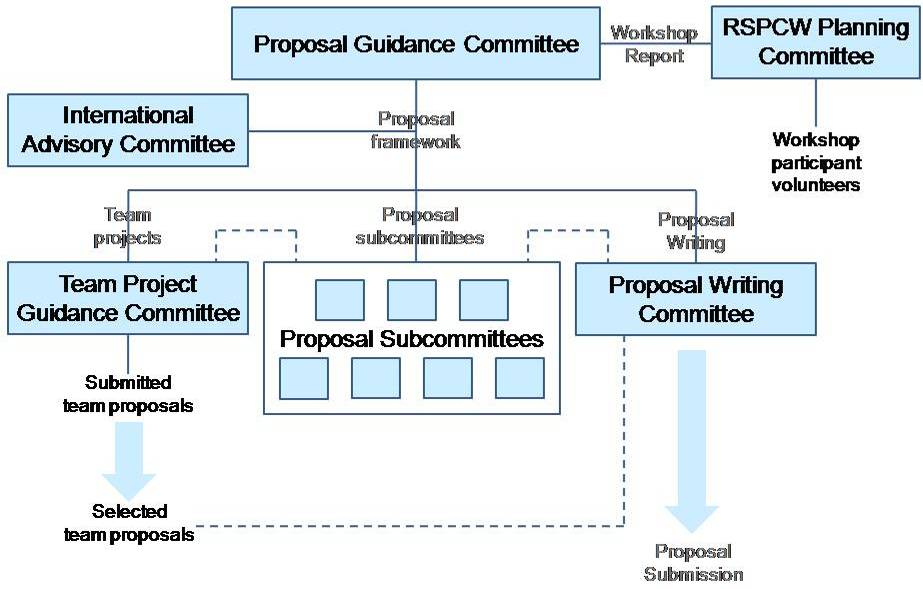 Proposal Guidance Committee
Workshop
Report
RSPCW Planning
Committee
International
Advisory Committee
Proposal
framework
Workshop
participant
volunteers
Team
projects
Proposal
subcommittees
Proposal
Writing
Team Project
Guidance Committee
Proposal Subcommittees
Proposal Writing
Committee
Submitted
team proposals
Selected
team proposals
Proposal
Submission